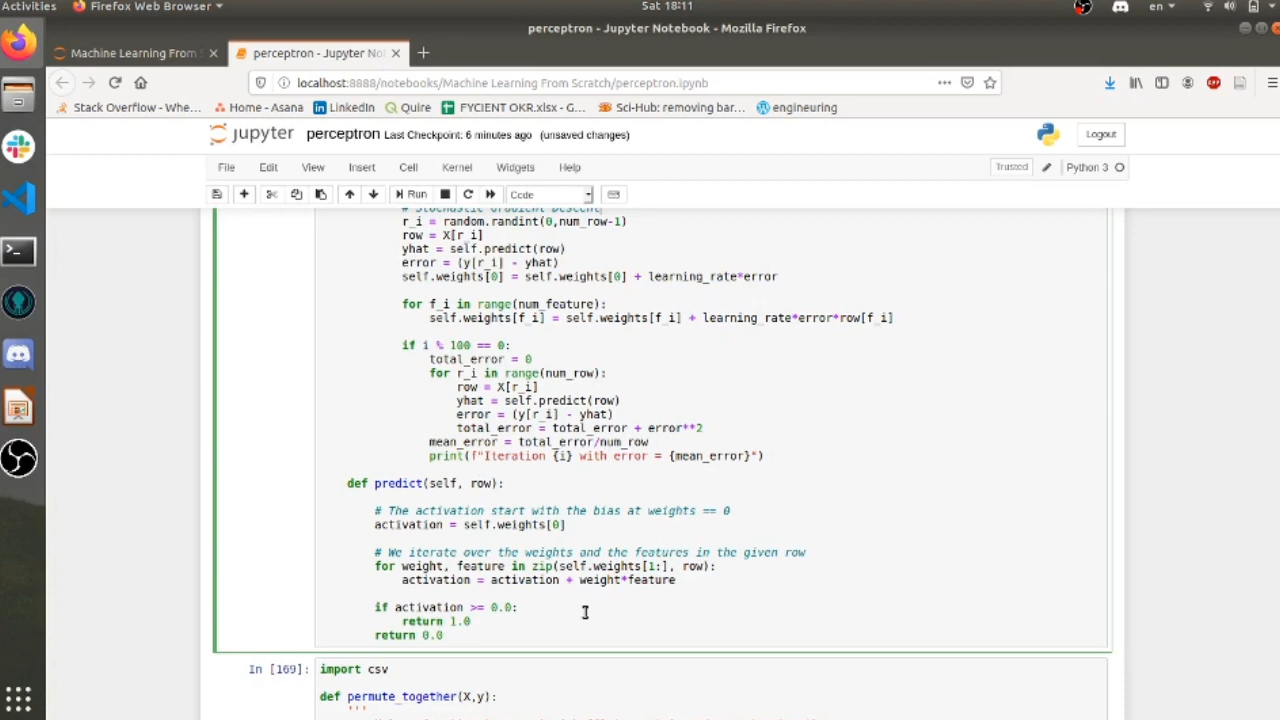 Activities Firefox Web Browser Sat 18:11 en
perceptron - Jupyter Notebook - Mozilla Firefox
Machine Learning From S perceptron - Jupyter Not
localhost:8888/notebooks/Machine Learning From Scratch/perceptron.ipynb
Stack Overflow - Whe... Home - Asana LinkedIn Quire FYCIENT OKR.xlsx - G... Sci-Hub: removing bar... engineering
jupyter perceptron Last Checkpoint: 6 minutes ago (unsaved changes) Logout
File Edit View Insert Cell Kernel Widgets Help Trusted Python 3
Run Code
# Stochastic Gradient Descent
r_i = random.randint(0,num_row-1)
row = X[r_i]
yhat = self.predict(row)
error = (y[r_i] - yhat)
self.weights[0] = self.weights[0] + learning_rate*error
for f_i in range(num_feature):
self.weights[f_i] = self.weights[f_i] + learning_rate*error*row[f_i]
if i % 100 == 0:
total_error = 0
for r_i in range(num_row):
row = X[r_i]
yhat = self.predict(row)
error = (y[r_i] - yhat)
total_error = total_error + error**2
mean_error = total_error/num_row
print(f"Iteration {i} with error = {mean_error}")
def predict(self, row):
# The activation start with the bias at weights == 0
activation = self.weights[0]
# We iterate over the weights and the features in the given row
for weight, feature in zip(self.weights[1:], row):
activation = activation + weight*feature
if activation >= 0.0:
return 1.0
return 0.0
In [169]: import csv
def permute_together(X,y):
'''